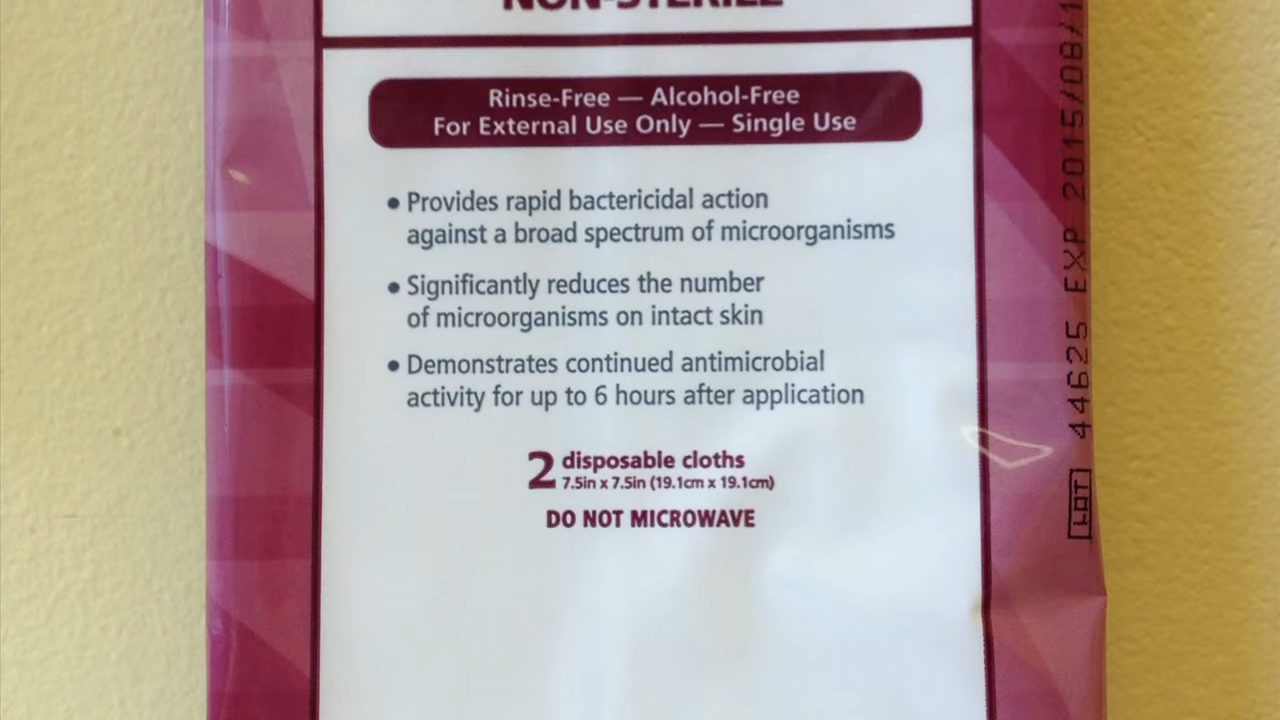 NON-STERILE
Rinse-Free — Alcohol-Free
For External Use Only — Single Use
• Provides rapid bactericidal action
against a broad spectrum of microorganisms
• Significantly reduces the number
of microorganisms on intact skin
• Demonstrates continued antimicrobial
activity for up to 6 hours after application
2 disposable cloths
7.5in x 7.5in (19.1cm x 19.1cm)
DO NOT MICROWAVE
LOT 44625 EXP 2015/08/1